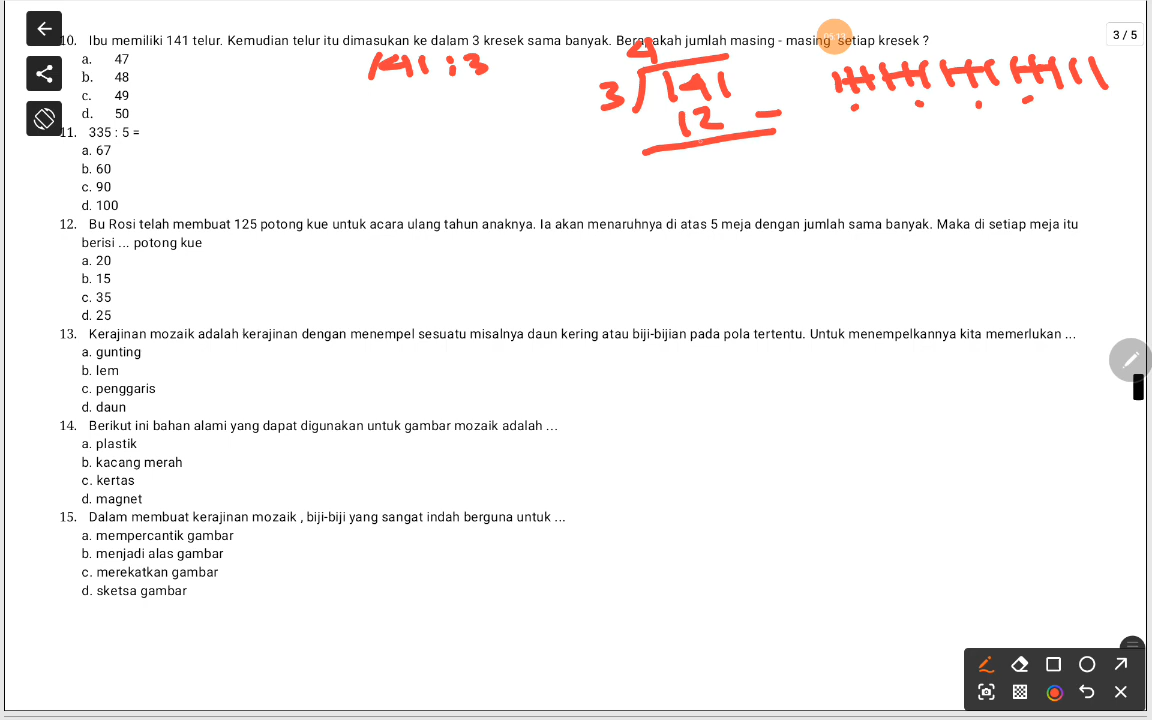 10. Ibu memiliki 141 telur. Kemudian telur itu dimasukan ke dalam 3 kresek sama banyak. Berapakah jumlah masing - masing setiap kresek ?
3 / 5
a. 47
b. 48
c. 49
d. 50
141 : 3
4
3 141
12 -
11. 335 : 5 =
a. 67
b. 60
c. 90
d. 100
12. Bu Rosi telah membuat 125 potong kue untuk acara ulang tahun anaknya. Ia akan menaruhnya di atas 5 meja dengan jumlah sama banyak. Maka di setiap meja itu
berisi ... potong kue
a. 20
b. 15
c. 35
d. 25
13. Kerajinan mozaik adalah kerajinan dengan menempel sesuatu misalnya daun kering atau biji-bijian pada pola tertentu. Untuk menempelkannya kita memerlukan ...
a. gunting
b. lem
c. penggaris
d. daun
14. Berikut ini bahan alami yang dapat digunakan untuk gambar mozaik adalah ...
a. plastik
b. kacang merah
c. kertas
d. magnet
15. Dalam membuat kerajinan mozaik , biji-biji yang sangat indah berguna untuk ...
a. mempercantik gambar
b. menjadi alas gambar
c. merekatkan gambar
d. sketsa gambar